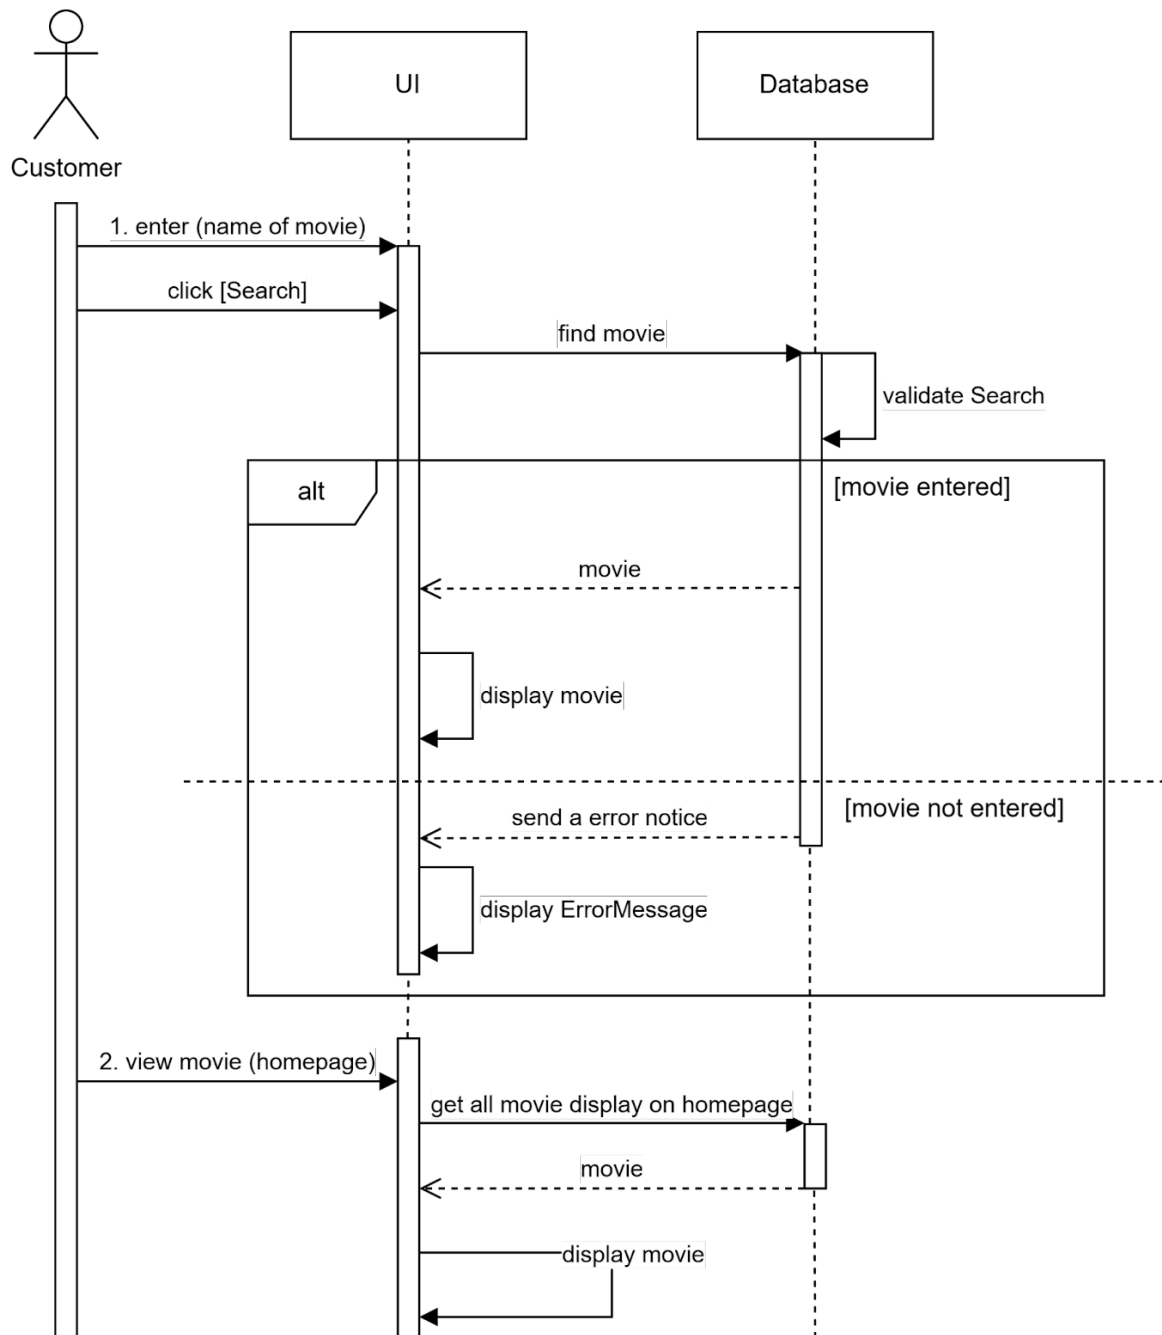 UI
Database
Customer
1. enter (name of movie)
click [Search]
find movie
validate Search
alt
[movie entered]
movie
display movie
[movie not entered]
send a error notice
display ErrorMessage
2. view movie (homepage)
get all movie display on homepage
movie
display movie